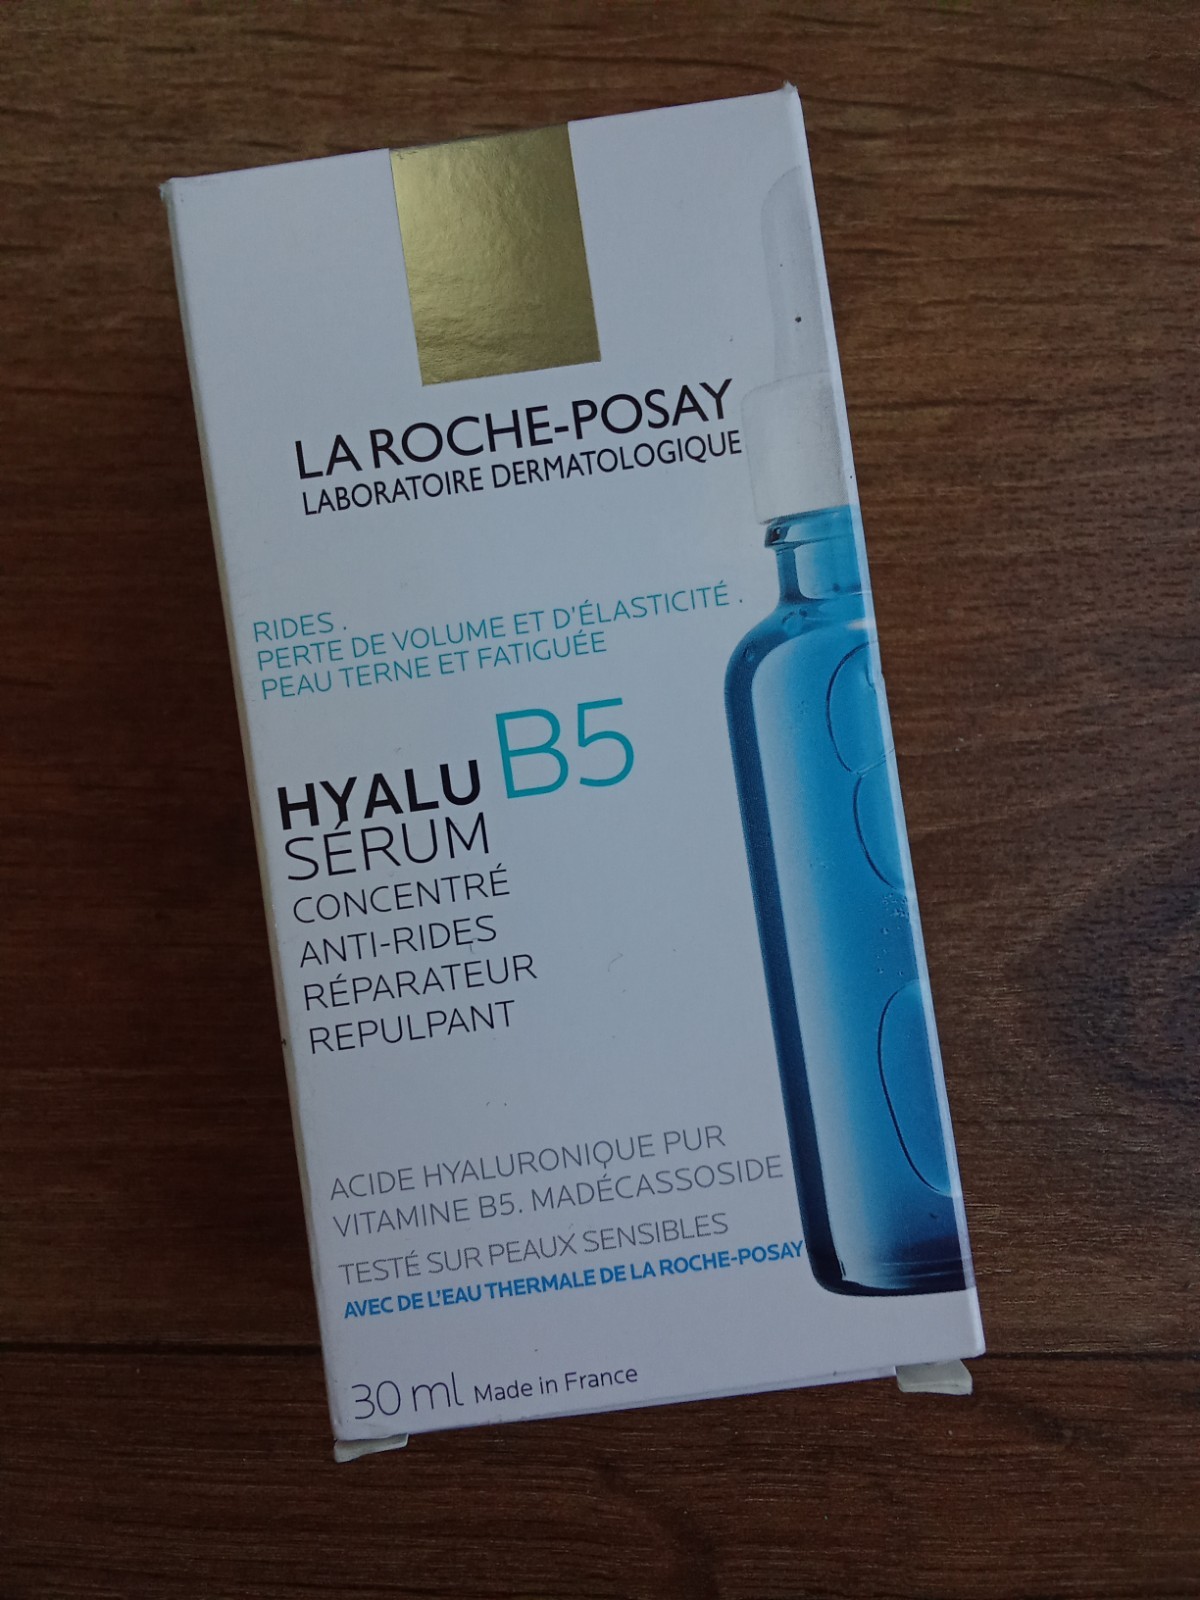 LA ROCHE-POSAY
LABORATOIRE DERMATOLOGIQUE
RIDES .
PERTE DE VOLUME ET D'ÉLASTICITÉ .
PEAU TERNE ET FATIGUÉE
HYALU B5
SÉRUM
CONCENTRÉ
ANTI-RIDES
RÉPARATEUR
REPULPANT
ACIDE HYALURONIQUE PUR
VITAMINE B5. MADÉCASSOSIDE
TESTÉ SUR PEAUX SENSIBLES
AVEC DE L'EAU THERMALE DE LA ROCHE-POSAY
30 ml Made in France